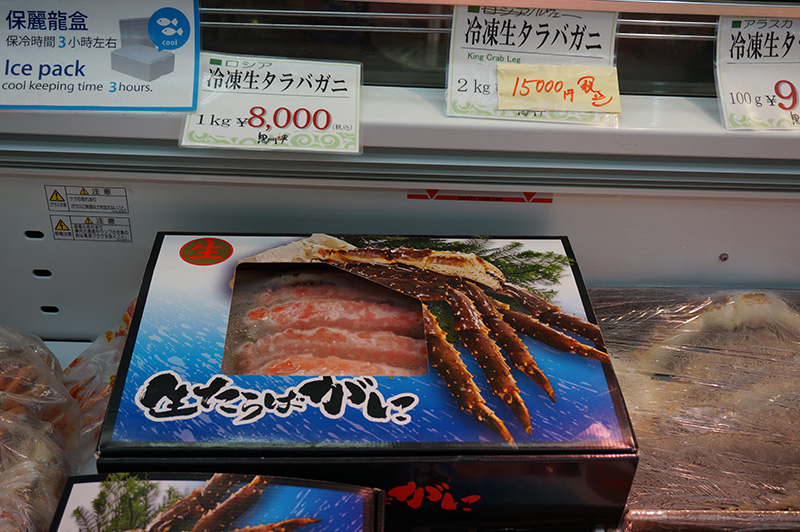 保麗龍盒
保冷時間3小時左右
Ice pack
cool keeping time 3hours.
cool
ロシア
冷凍生タラバガニ
1kg ¥8,000(税込)
冷凍生タラバガニ
King Crab Leg
2kg
15000円 税込
アラスカ
冷凍生タ
100g ¥9
注意
注意
生
生たらばがに
がに